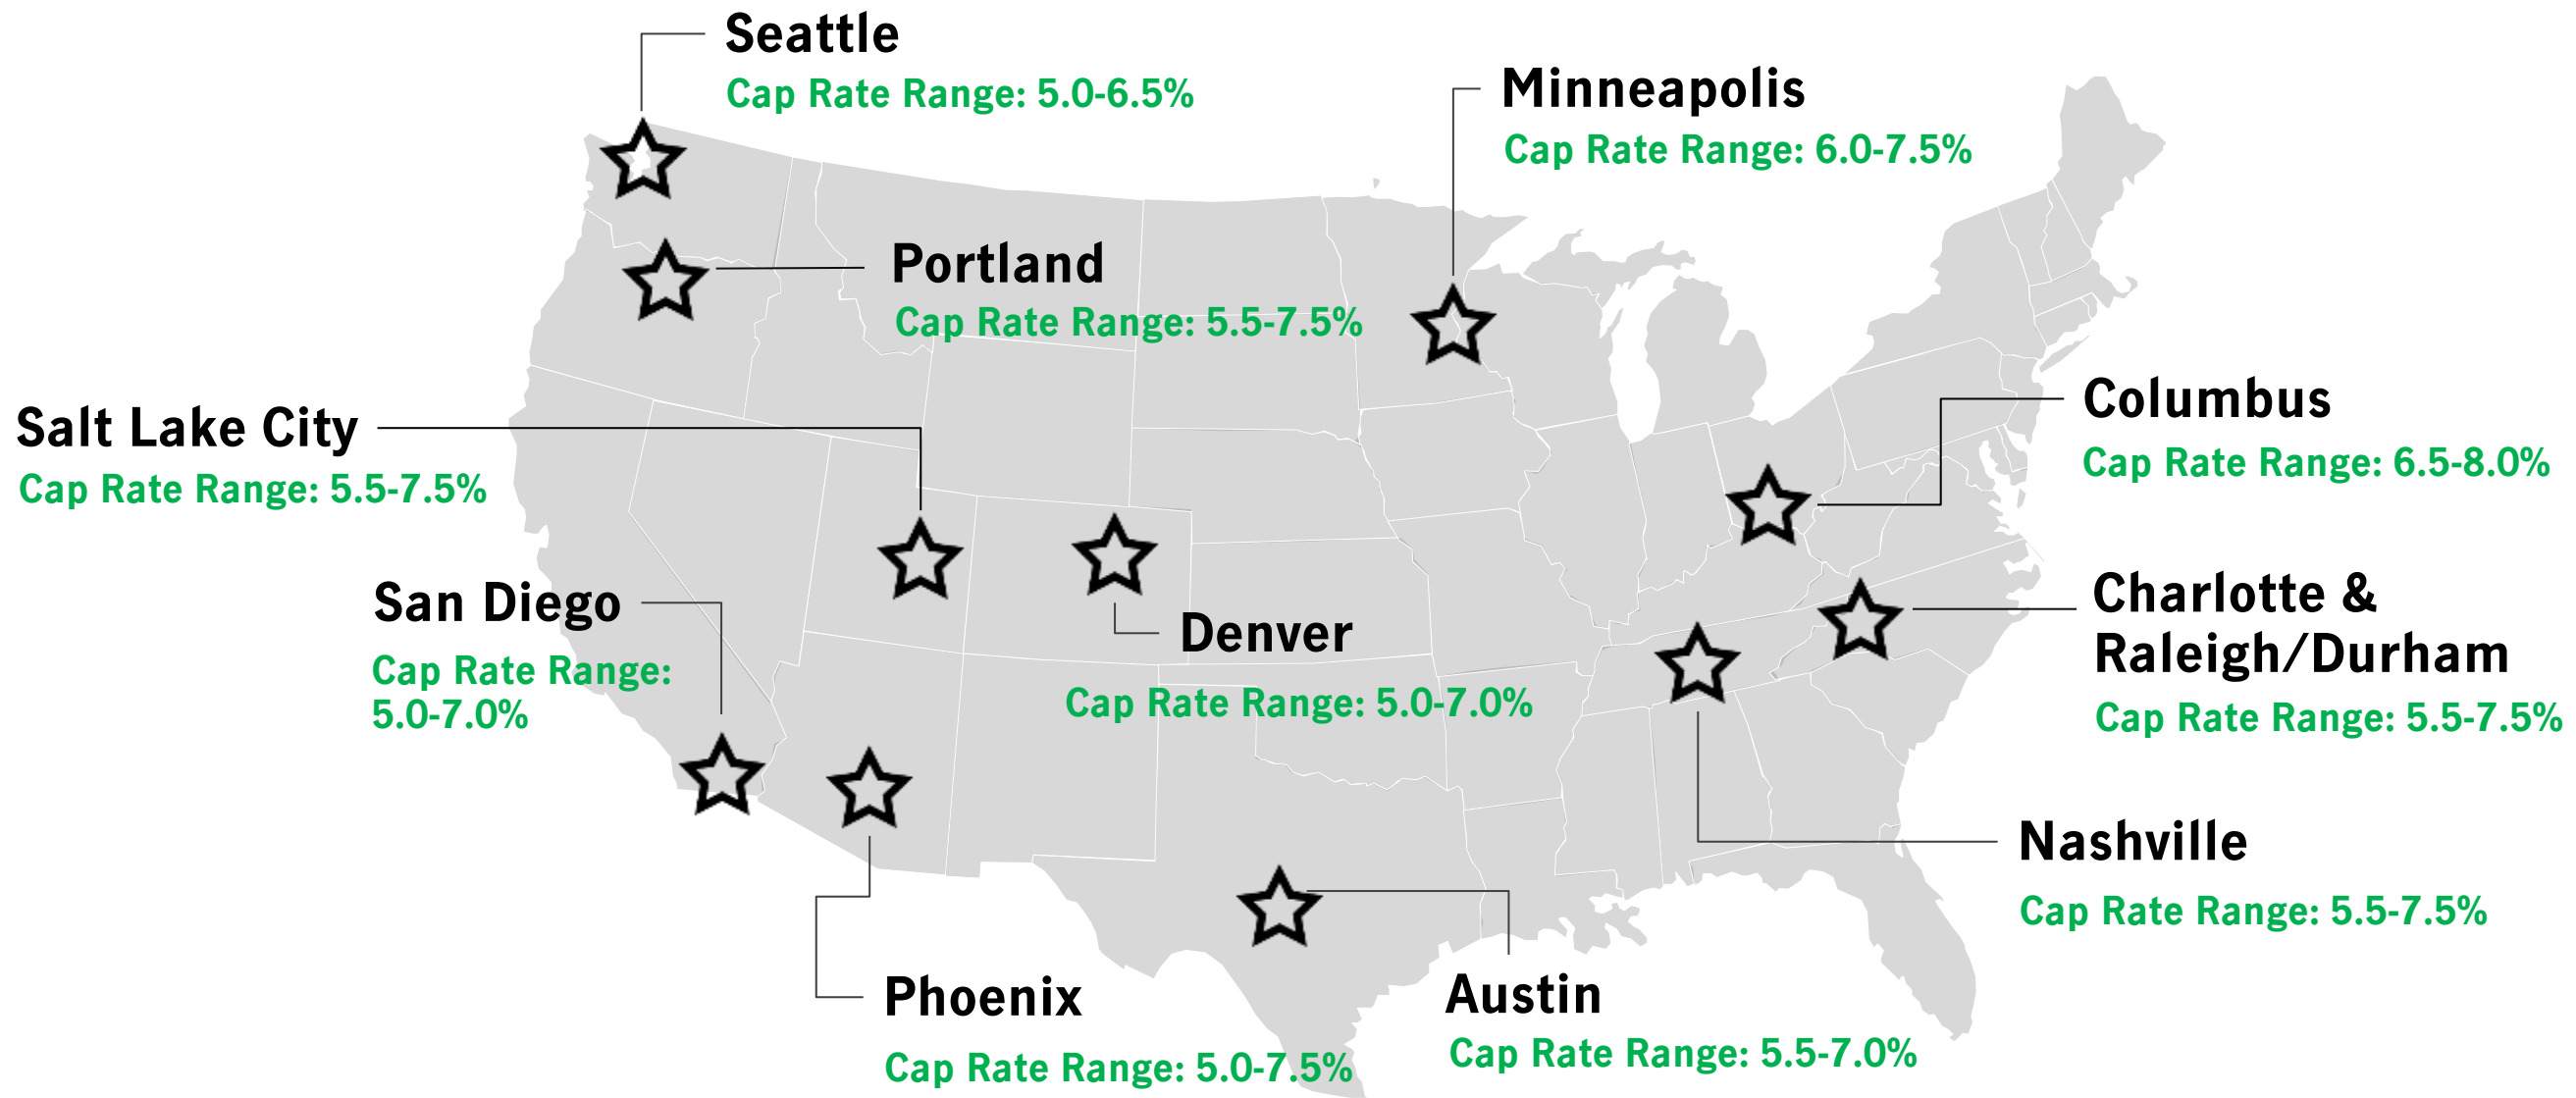 Seattle
Cap Rate Range: 5.0-6.5%
Minneapolis
Cap Rate Range: 6.0-7.5%
Portland
Cap Rate Range: 5.5-7.5%
Salt Lake City
Cap Rate Range: 5.5-7.5%
Columbus
Cap Rate Range: 6.5-8.0%
San Diego
Cap Rate Range:
5.0-7.0%
Denver
Cap Rate Range: 5.0-7.0%
Charlotte &
Raleigh/Durham
Cap Rate Range: 5.5-7.5%
Nashville
Cap Rate Range: 5.5-7.5%
Phoenix
Cap Rate Range: 5.0-7.5%
Austin
Cap Rate Range: 5.5-7.0%